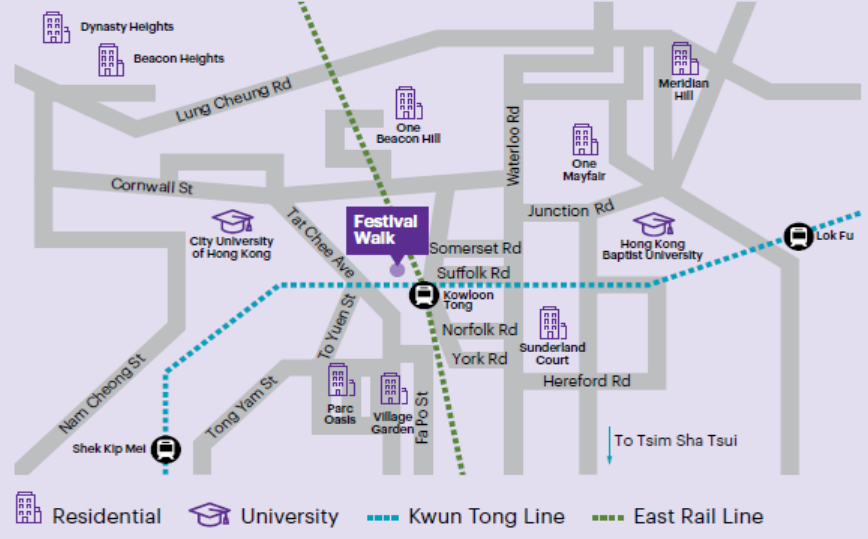 Dynasty Heights
Beacon Heights
Lung Cheung Rd
One
Beacon Hill
Waterloo Rd
Meridian
Hill
One
Mayfair
Cornwall St
Junction Rd
Tat Chee Ave
Festival
Walk
City University
of Hong Kong
Somerset Rd
Hong Kong
Baptist University
Lok Fu
Suffolk Rd
Kowloon
Tong
To Yuen St
Norfolk Rd
Sunderland
Court
York Rd
Hereford Rd
Nam Cheong St
Tong Yam St
Parc
Oasis
Village
Garden
Fa Po St
Shek Kip Mei
To Tsim Sha Tsui
Residential
University
Kwun Tong Line
East Rail Line